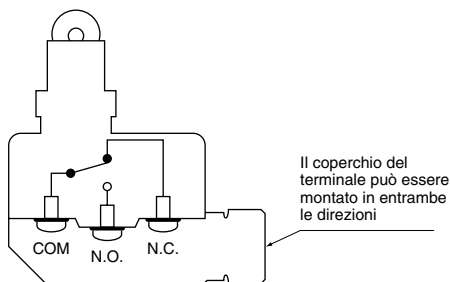 Il coperchio del
terminale può essere
montato in entrambe
le direzioni
COM
N.O.
N.C.